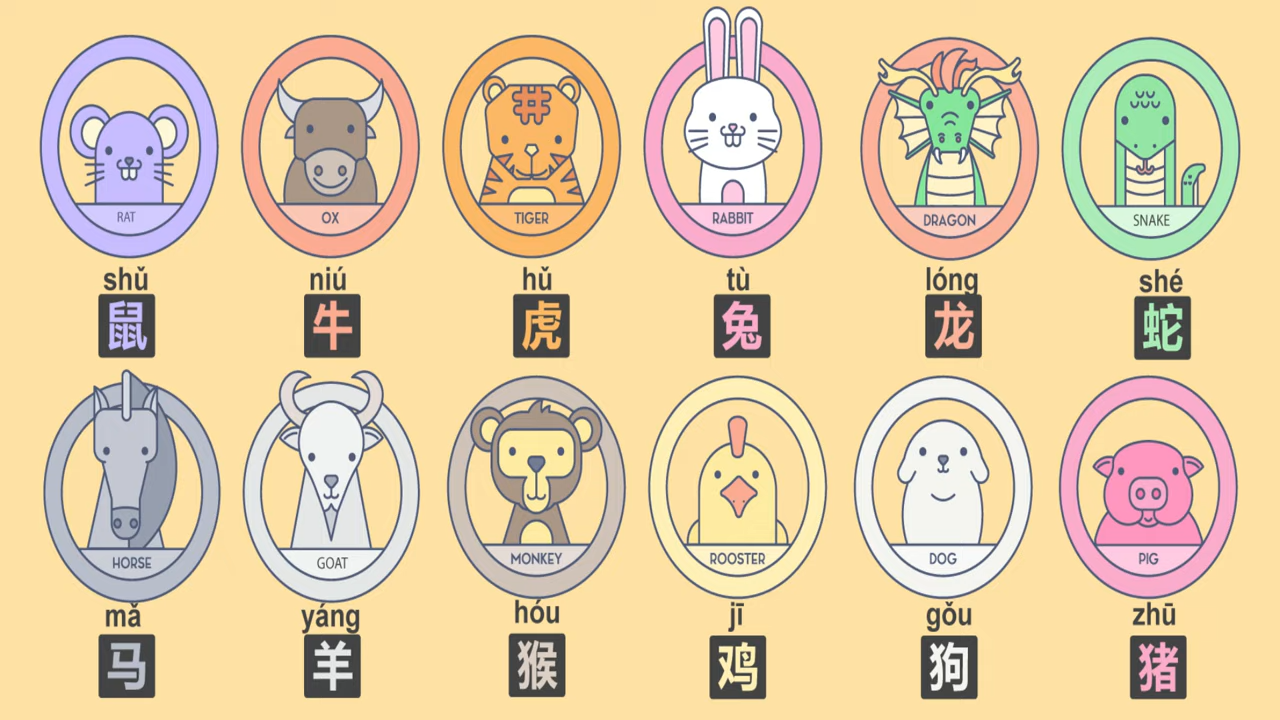 RAT OX TIGER RABBIT DRAGON SNAKE
shǔ niú hǔ tù lóng shé
鼠 牛 虎 兔 龙 蛇
HORSE GOAT MONKEY ROOSTER DOG PIG
mǎ yáng hóu jī gǒu zhū
马 羊 猴 鸡 狗 猪